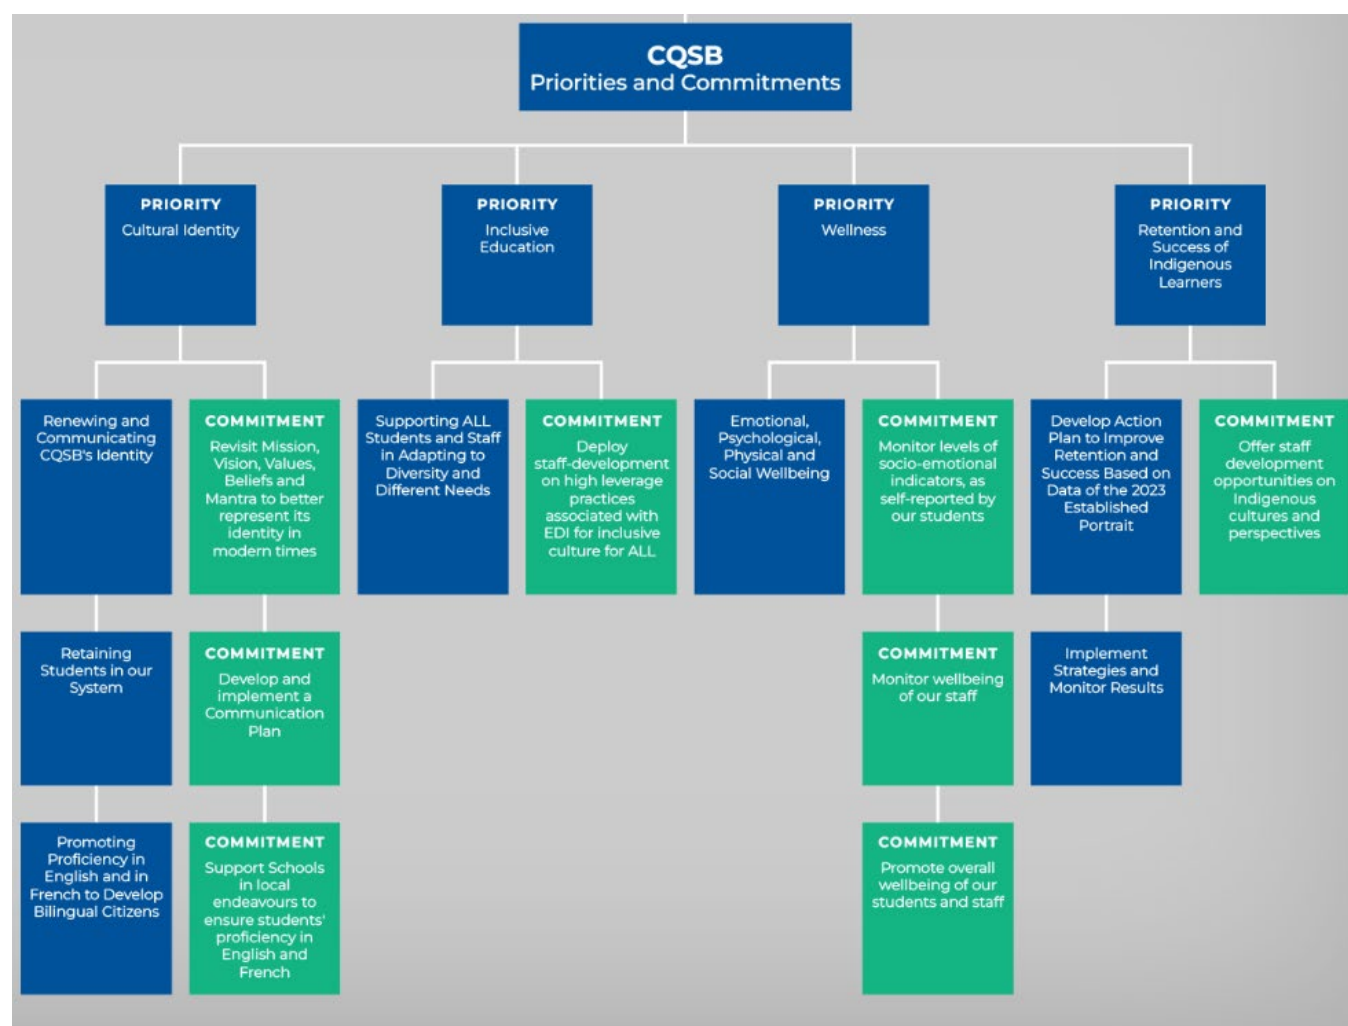 CQSB
Priorities and Commitments
PRIORITY
Cultural Identity
PRIORITY
Inclusive
Education
PRIORITY
Wellness
PRIORITY
Retention and
Success of
Indigenous
Learners
Renewing and
Communicating
CQSB's Identity
COMMITMENT
Revisit Mission,
Vision, Values,
Beliefs and
Mantra to better
represent its
identity in
modern times
Supporting ALL
Students and Staff
in Adapting to
Diversity and
Different Needs
COMMITMENT
Deploy
staff-development
on high leverage
practices
associated with
EDI for inclusive
culture for ALL
Emotional,
Psychological,
Physical and
Social Wellbeing
COMMITMENT
Monitor levels of
socio-emotional
indicators, as
self-reported by
our students
Develop Action
Plan to Improve
Retention and
Success Based on
Data of the 2023
Established
Portrait
COMMITMENT
Offer staff
development
opportunities on
Indigenous
cultures and
perspectives
Retaining
Students in our
System
COMMITMENT
Develop and
implement a
Communication
Plan
COMMITMENT
Monitor wellbeing
of our staff
Implement
Strategies and
Monitor Results
Promoting
Proficiency in
English and in
French to Develop
Bilingual Citizens
COMMITMENT
Support Schools
in local
endeavours to
ensure students'
proficiency in
English and
French
COMMITMENT
Promote overall
wellbeing of our
students and staff